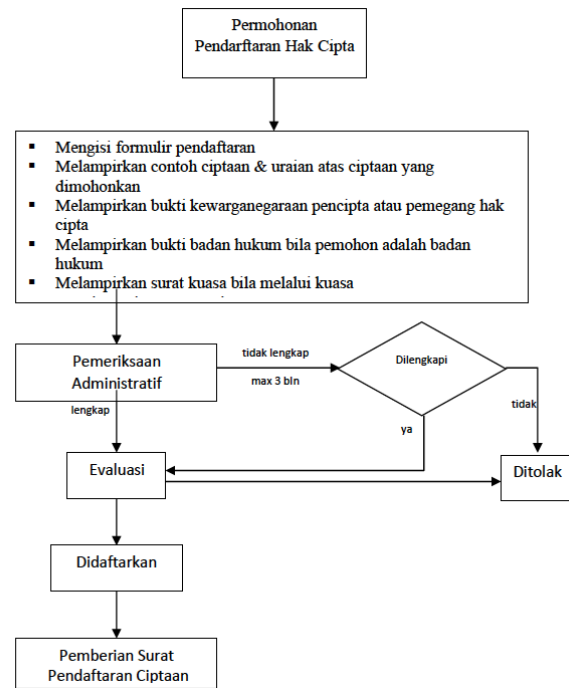 Permohonan
Pendarftaran Hak Cipta
▪ Mengisi formulir pendaftaran
▪ Melampirkan contoh ciptaan & uraian atas ciptaan yang
dimohonkan
▪ Melampirkan bukti kewarganegaraan pencipta atau pemegang hak
cipta
▪ Melampirkan bukti badan hukum bila pemohon adalah badan
hukum
▪ Melampirkan surat kuasa bila melalui kuasa
Pemeriksaan
Administratif
tidak lengkap
max 3 bln
Dilengkapi
lengkap
ya
tidak
Evaluasi
Ditolak
Didaftarkan
Pemberian Surat
Pendaftaran Ciptaan